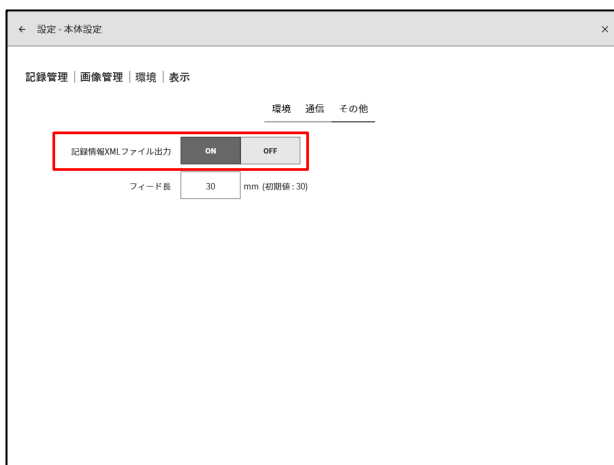 ← 設定 - 本体設定 ×
記録管理 | 画像管理 | 環境 | 表示
環境 通信 その他
記録情報XMLファイル出力 ON OFF
フィード長 30 mm (初期値 : 30)